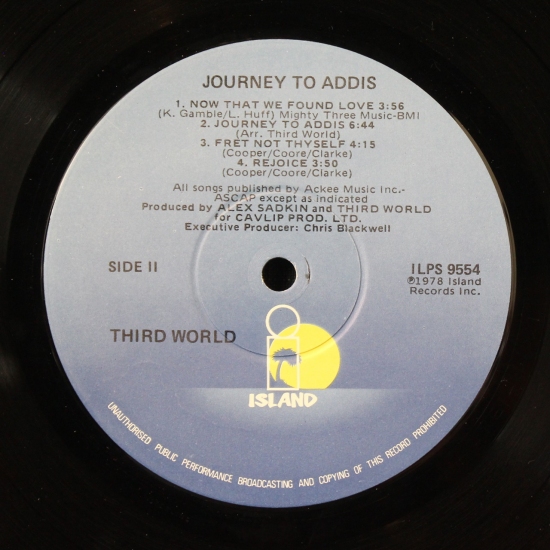 JOURNEY TO ADDIS
1. NOW THAT WE FOUND LOVE 3:56
(K. Gamble/L. Huff) Mighty Three Music-BMI
2. JOURNEY TO ADDIS 6:44
(Arr. Third World)
3. FRET NOT THYSELF 4:15
(Cooper/Coore/Clarke)
4. REJOICE 3:50
(Cooper/Coore/Clarke)
All songs published by Ackee Music Inc.-
ASCAP except as indicated
Produced by ALEX SADKIN and THIRD WORLD
for CAVLIP PROD. LTD.
Executive Producer: Chris Blackwell
SIDE II
ILPS 9554
℗1978 Island
Records Inc.
THIRD WORLD
ISLAND
UNAUTHORISED PUBLIC PERFORMANCE BROADCASTING AND COPYING OF THIS RECORD PROHIBITED